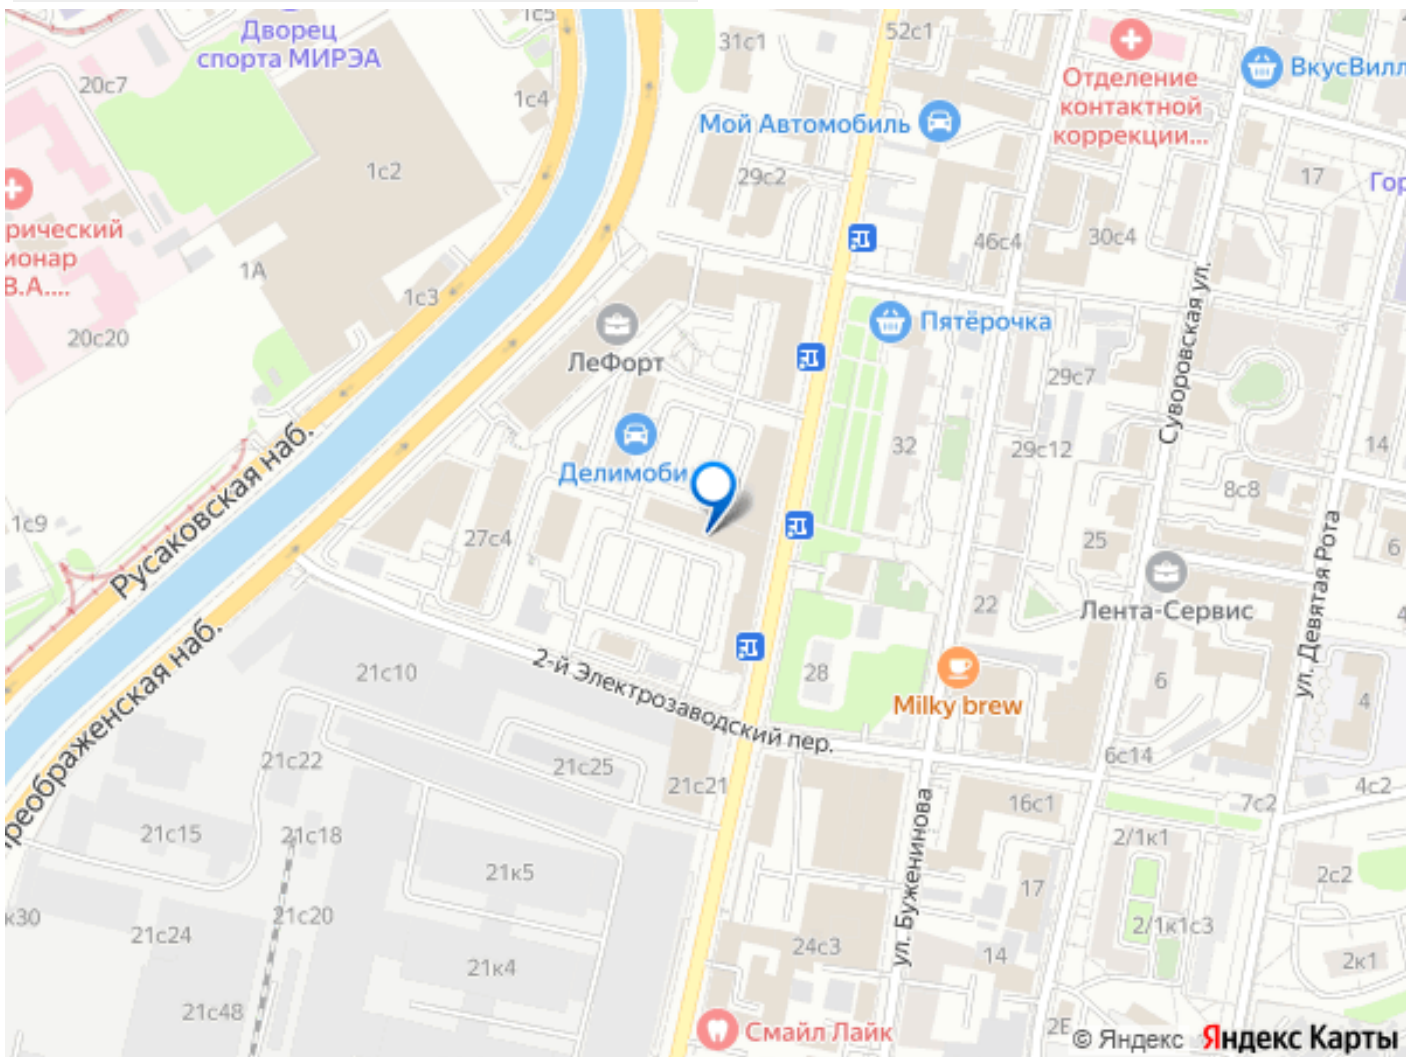 1с5
Дворец
спорта МИРЭА
31с1
52с1
Отделение
контактной
коррекции...
ВкусВилл
20с7
1с4
Мой Автомобиль
1с2
29с2
17
Гор
рический
ионар
В.А....
1А
1с3
46с4
30с4
20с20
ЛеФорт
Пятёрочка
29с7
Суворовская ул.
Делимоби
32
29с12
14
8с8
1с9
Русаковская наб.
27с4
25
6
Лента-Сервис
ул. Девятая Рота
22
4
21с10
2-й Электрозаводский пер.
28
Milky brew
6
4
реображенская наб.
21с22
21с25
21с21
6с14
4с2
7с2
16с1
ул. Буженинова
21с15
21с18
21к5
2/1к1
2с2
17
к30
21с20
21с24
24с3
14
2/1к1с3
2к1
21к4
21с48
Смайл Лайк
2Е
© Яндекс Яндекс Карты